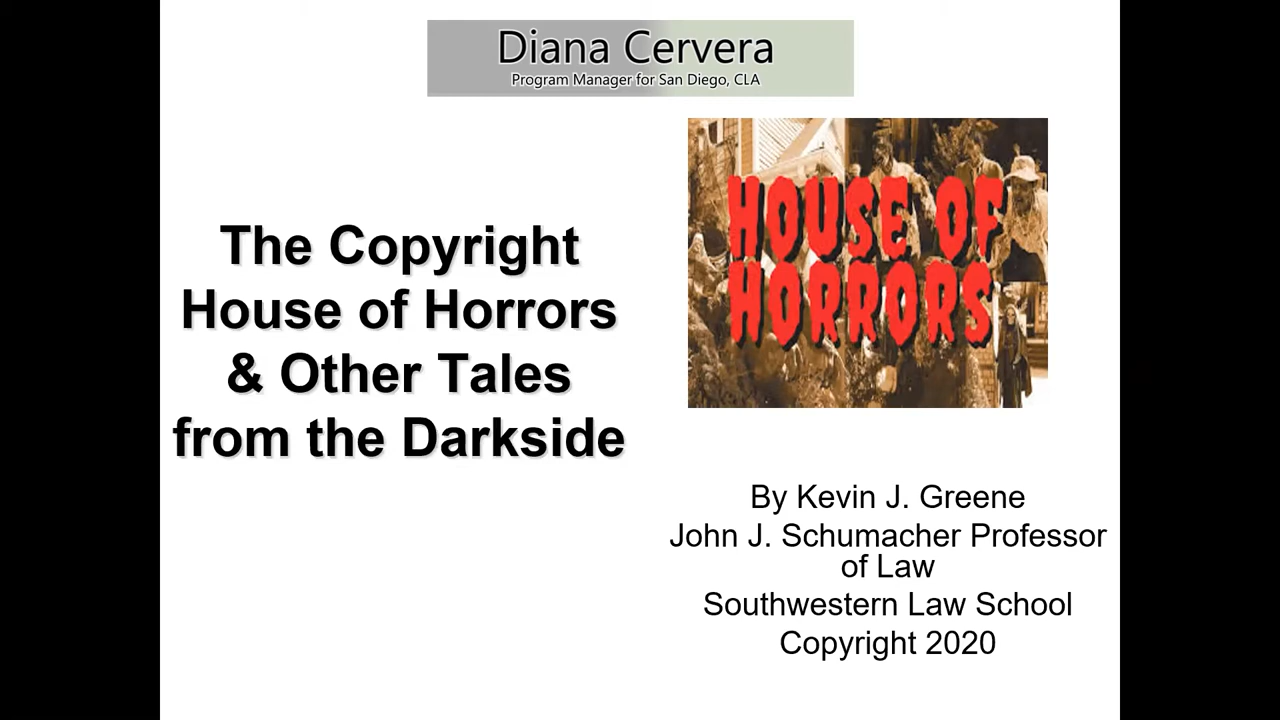 Diana Cervera
Program Manager for San Diego, CLA
HOUSE OF
HORRORS
The Copyright
House of Horrors
& Other Tales
from the Darkside
By Kevin J. Greene
John J. Schumacher Professor
of Law
Southwestern Law School
Copyright 2020